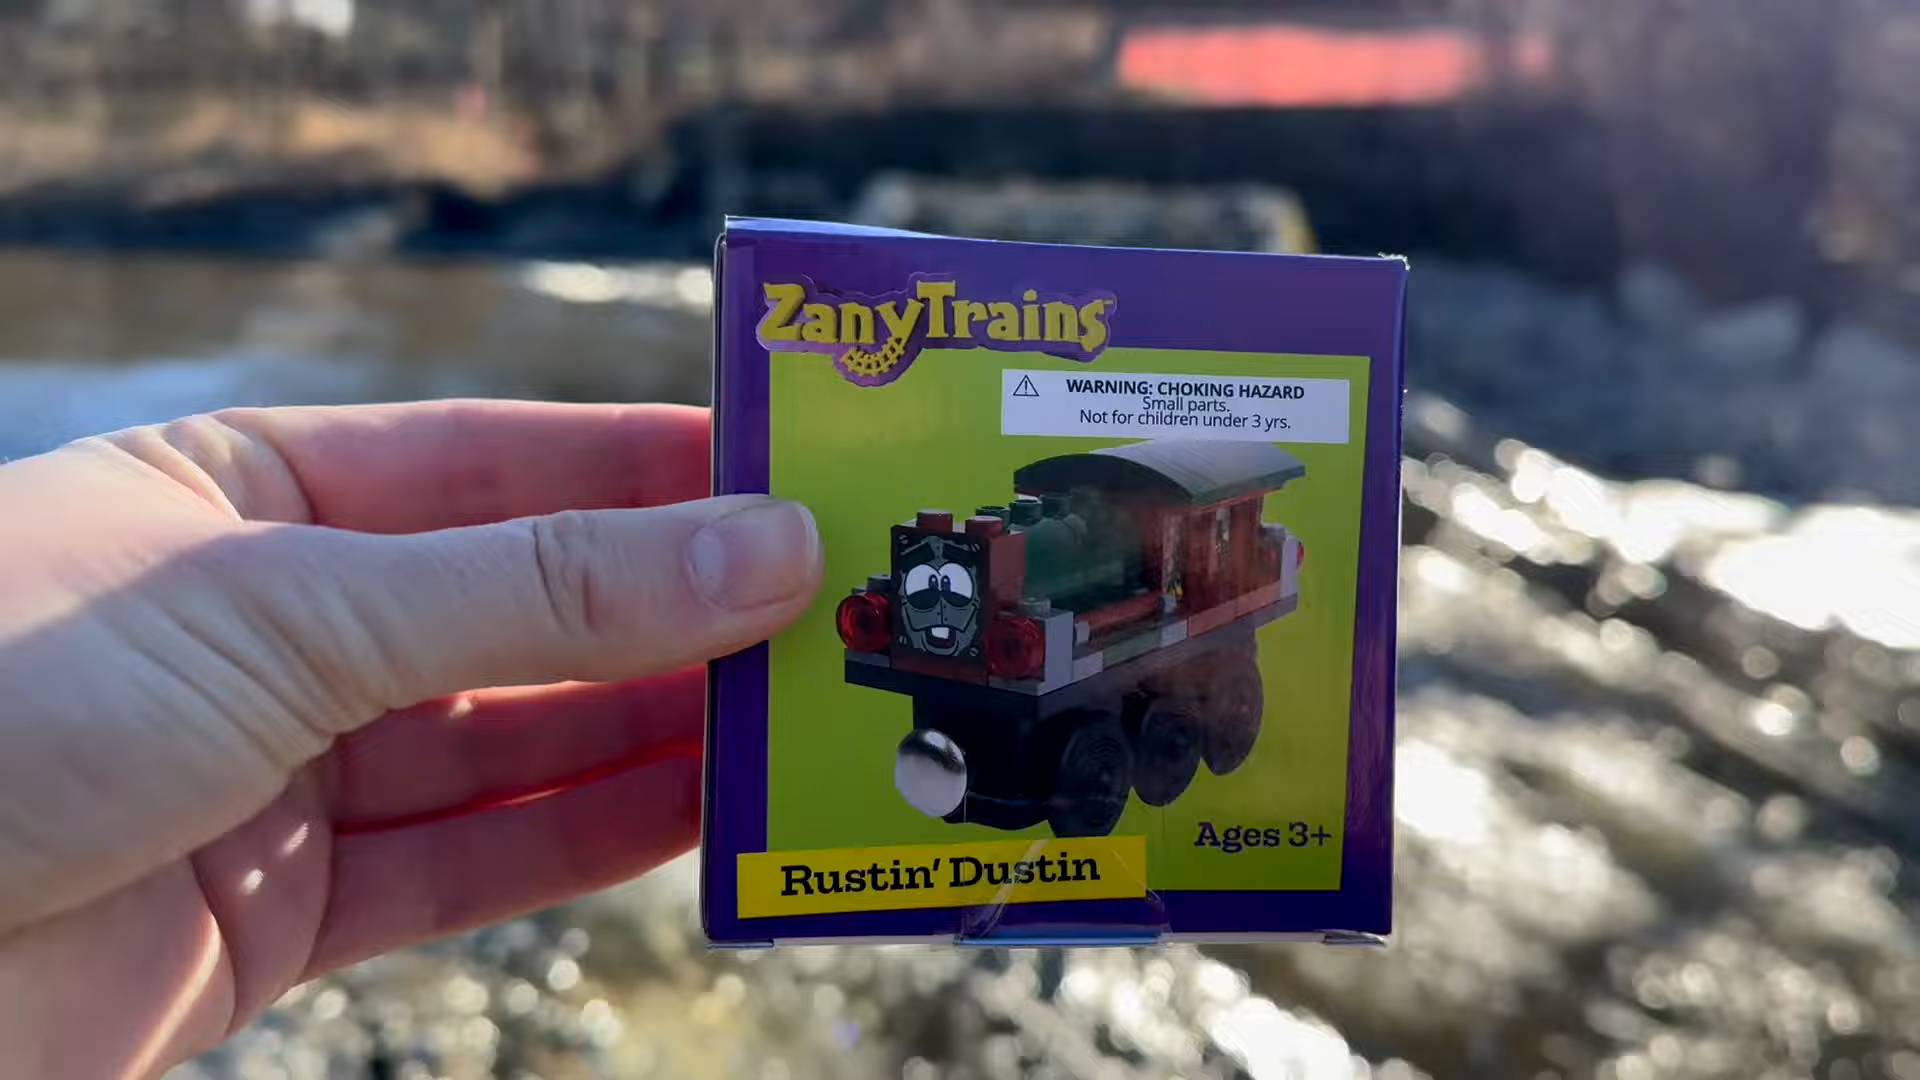 ZanyTrains
WARNING: CHOKING HAZARD
Small parts.
Not for children under 3 yrs.
Ages 3+
Rustin' Dustin